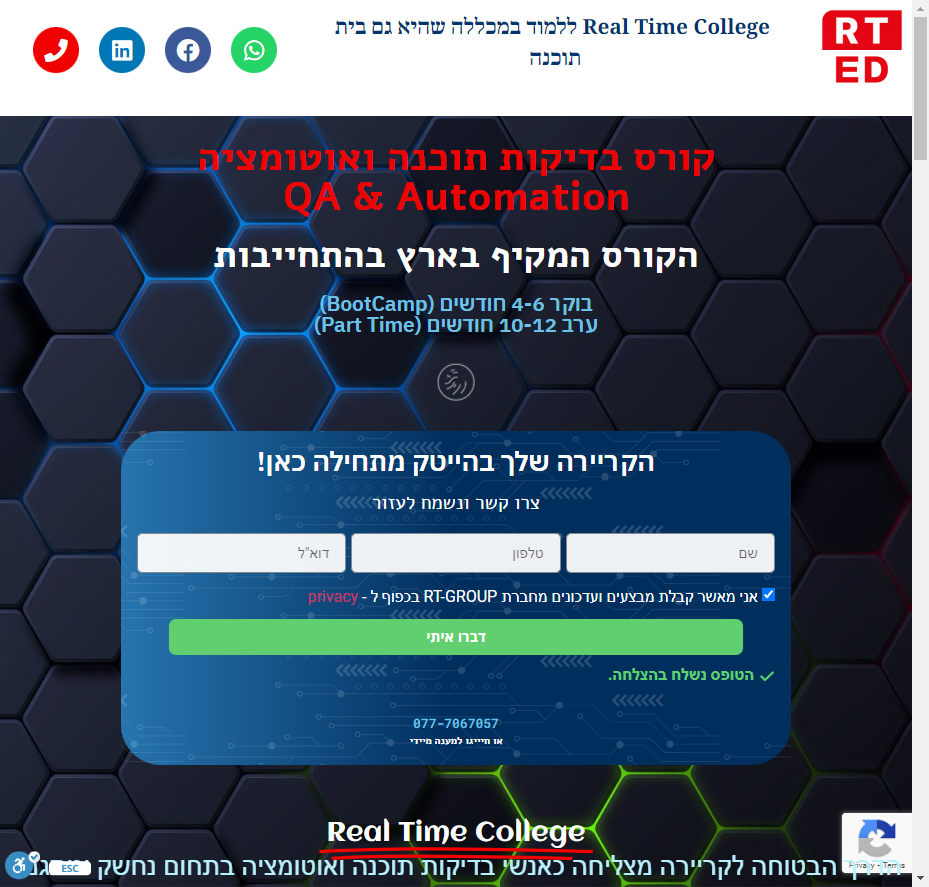 Real Time College ללמוד במכללה שהיא גם בית
תוכנה
RT
ED
קורס בדיקות תוכנה ואוטומציה
QA & Automation
הקורס המקיף בארץ בהתחייבות
בוקר 4-6 חודשים (BootCamp)
ערב 10-12 חודשים (Part Time)
הקריירה שלך בהייטק מתחילה כאן!
צרו קשר ונשמח לעזור
שם
טלפון
דוא"ל
אני מאשר קבלת מבצעים ועדכונים מחברת RT-GROUP בכפוף ל - privacy
דברו איתי
הטופס נשלח בהצלחה.
077-7067057
או חייגו למענה מיידי
Real Time College
הבטוחה לקריירה מצליחה כאנשי בדיקות תוכנה ואוטומציה בתחום נחשק
Privacy - Terms
ESC